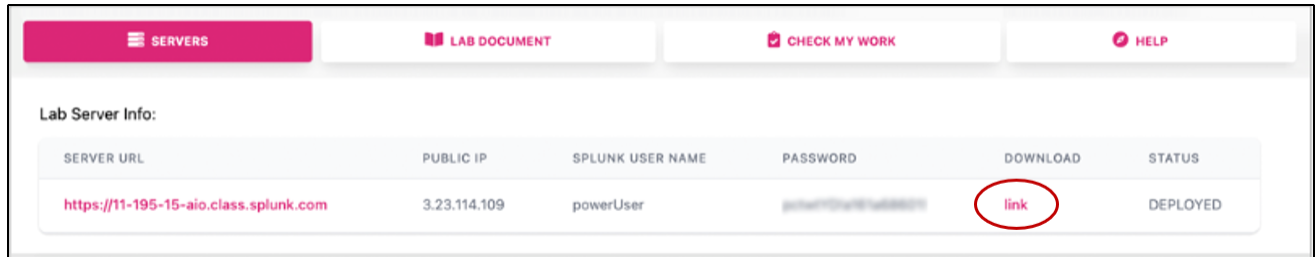 SERVERS
LAB DOCUMENT
CHECK MY WORK
HELP
Lab Server Info:
SERVER URL PUBLIC IP SPLUNK USER NAME PASSWORD DOWNLOAD STATUS
https://11-195-15-aio.class.splunk.com 3.23.114.109 powerUser link DEPLOYED